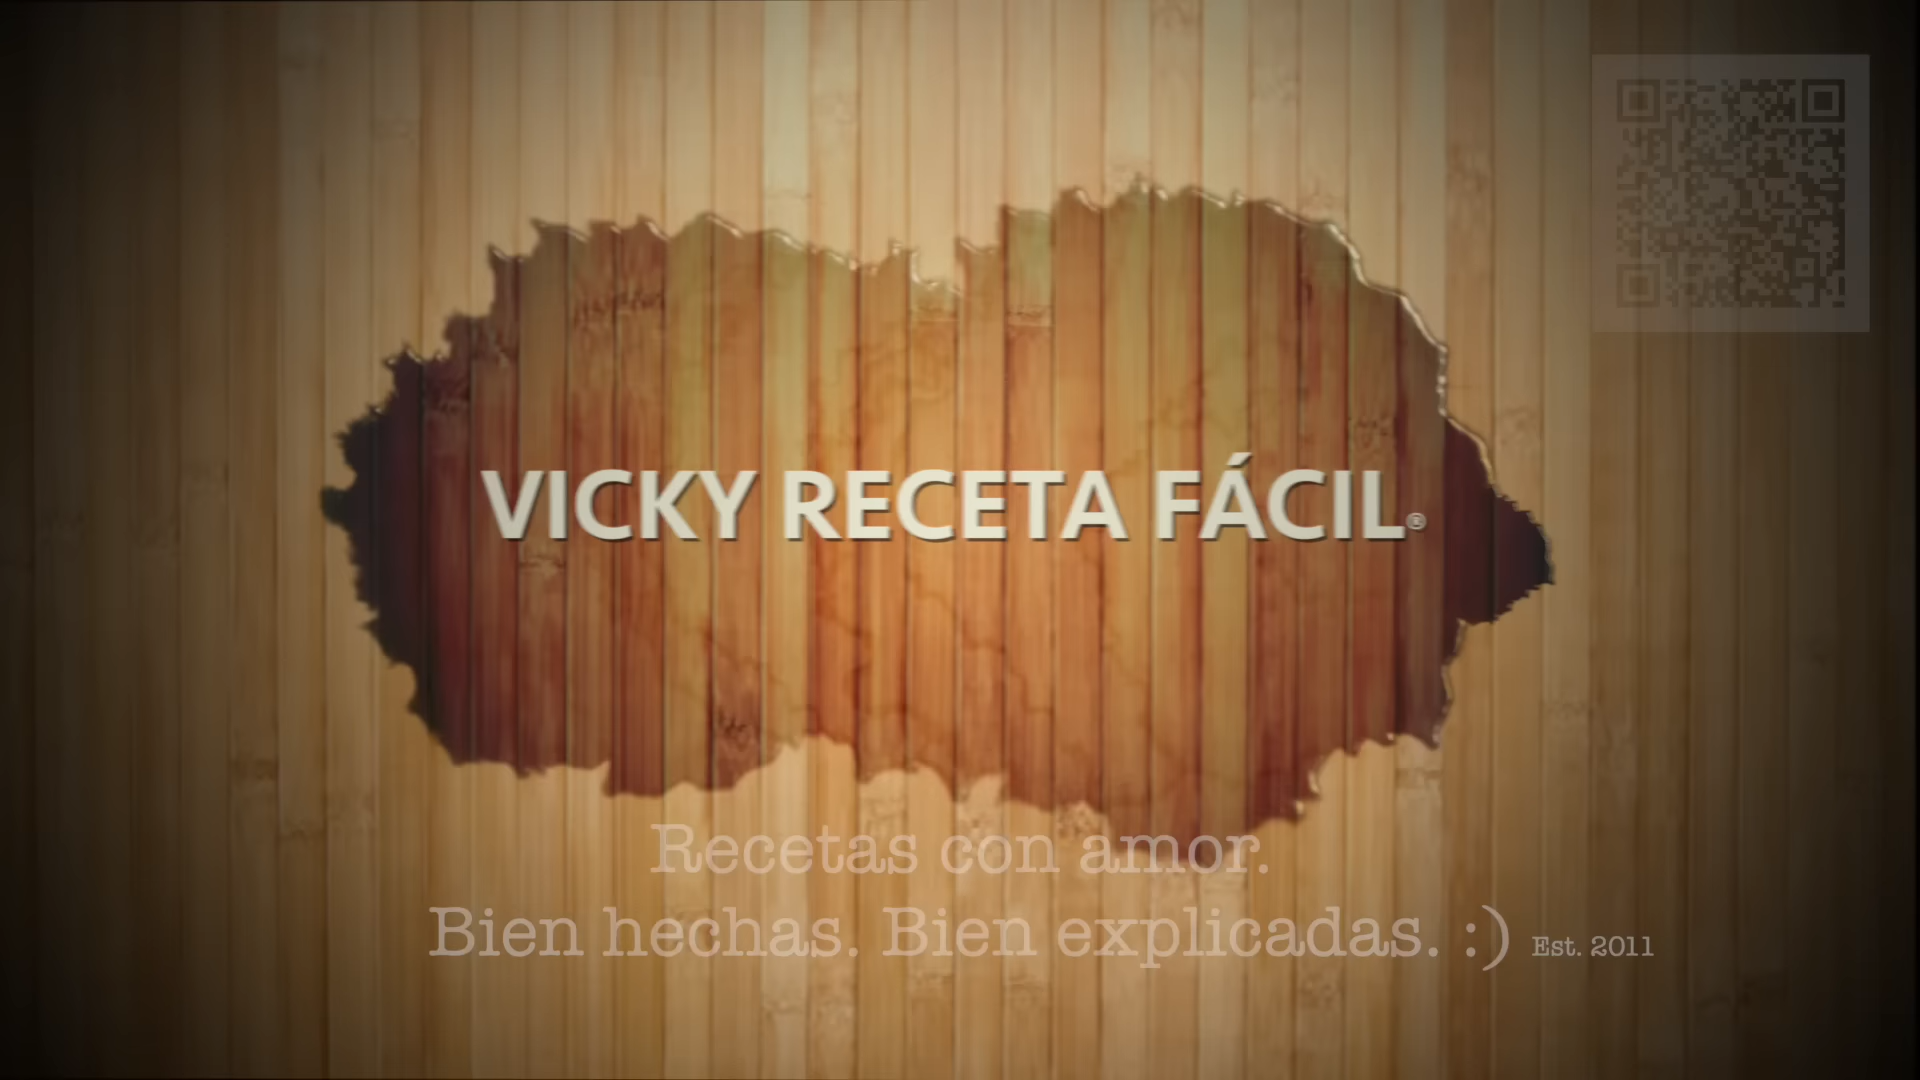 VICKY RECETA FÁCIL®
Recetas con amor.
Bien hechas. Bien explicadas. :) Est. 2011